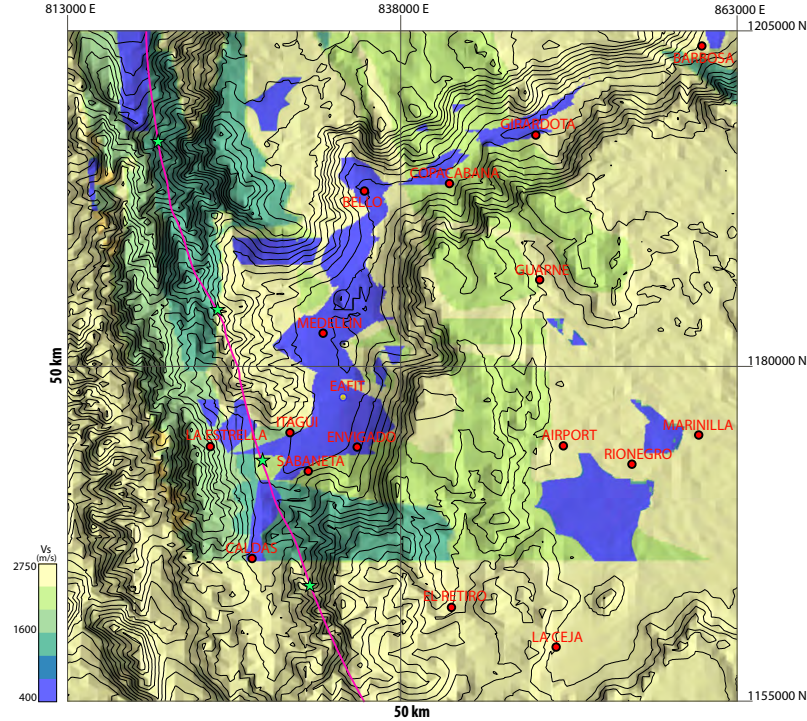 813000 E
838000 E
863000 E
1205000 N
BARBOSA
GIRARDOTA
COPACABANA
BELLO
GUARNE
MEDELLIN
50 km
1180000 N
EAFIT
ITAGUI
LA ESTRELLA
ENVIGADO
AIRPORT
MARINILLA
SABANETA
RIONEGRO
CALDAS
Vs
(m/s)
2750
1600
400
EL RETIRO
LA CEJA
1155000 N
50 km